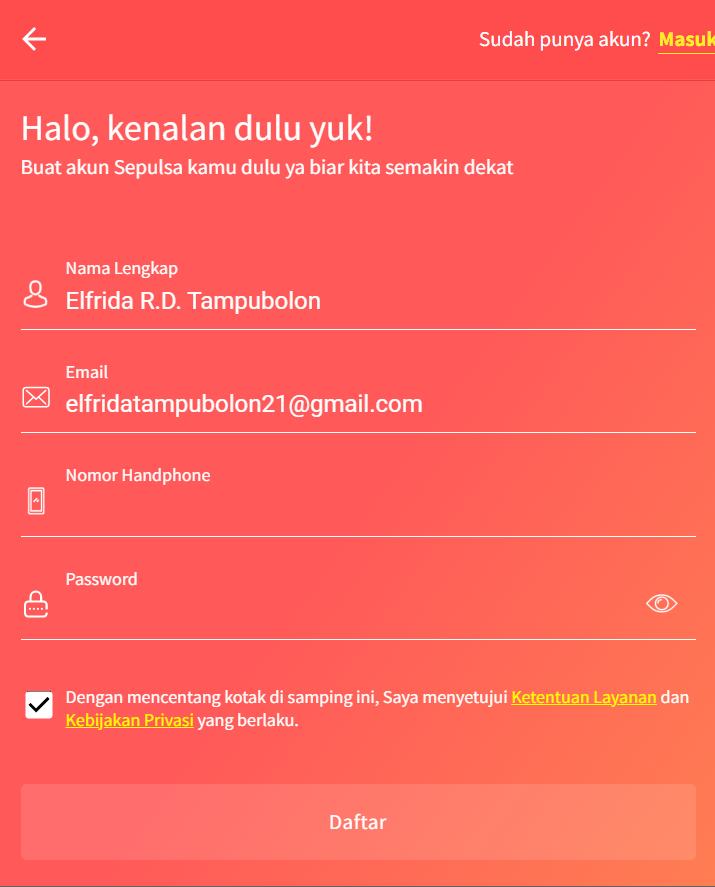 Sudah punya akun? Masuk
Halo, kenalan dulu yuk!
Buat akun Sepulsa kamu dulu ya biar kita semakin dekat
Nama Lengkap
Elfrida R.D. Tampubolon
Email
elfridatampubolon21@gmail.com
Nomor Handphone
Password
Dengan mencentang kotak di samping ini, Saya menyetujui Ketentuan Layanan dan
Kebijakan Privasi yang berlaku.
Daftar